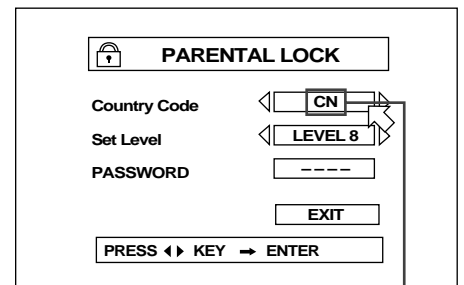 PARENTAL LOCK
Country Code CN
Set Level LEVEL 8
PASSWORD – – – –
EXIT
PRESS ◀ ▶ KEY → ENTER